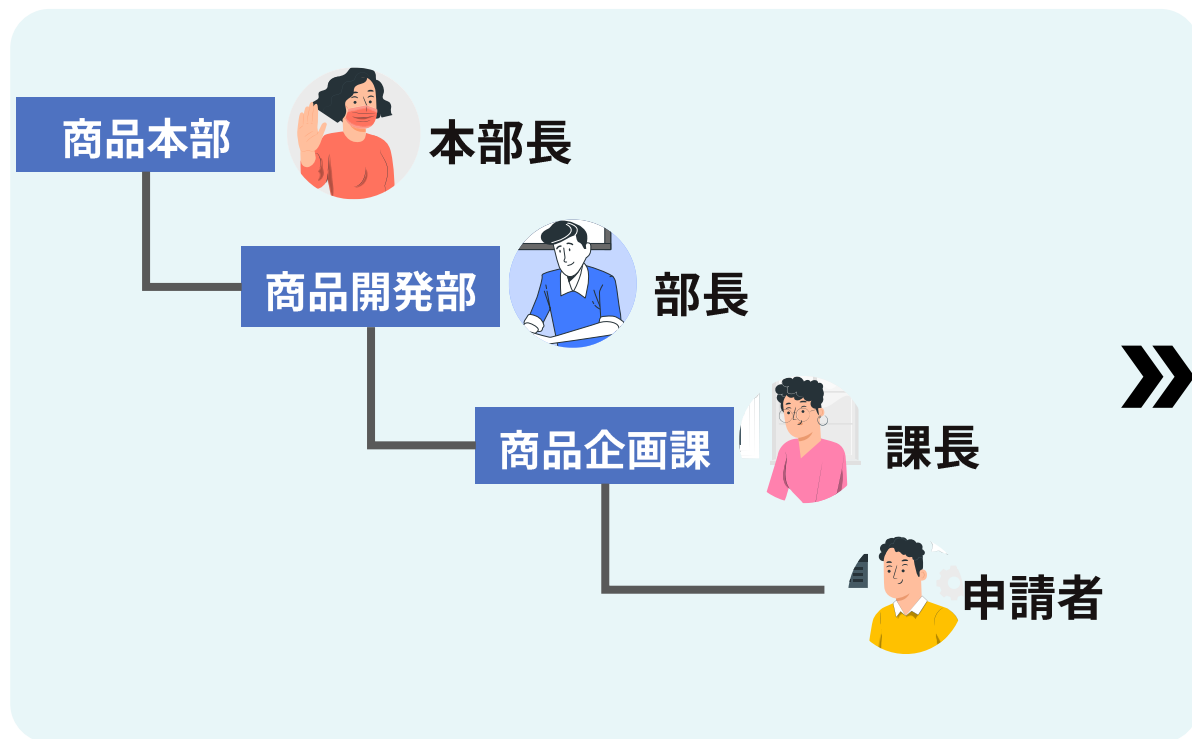 商品本部
本部長
商品開発部
部長
商品企画課
課長
申請者